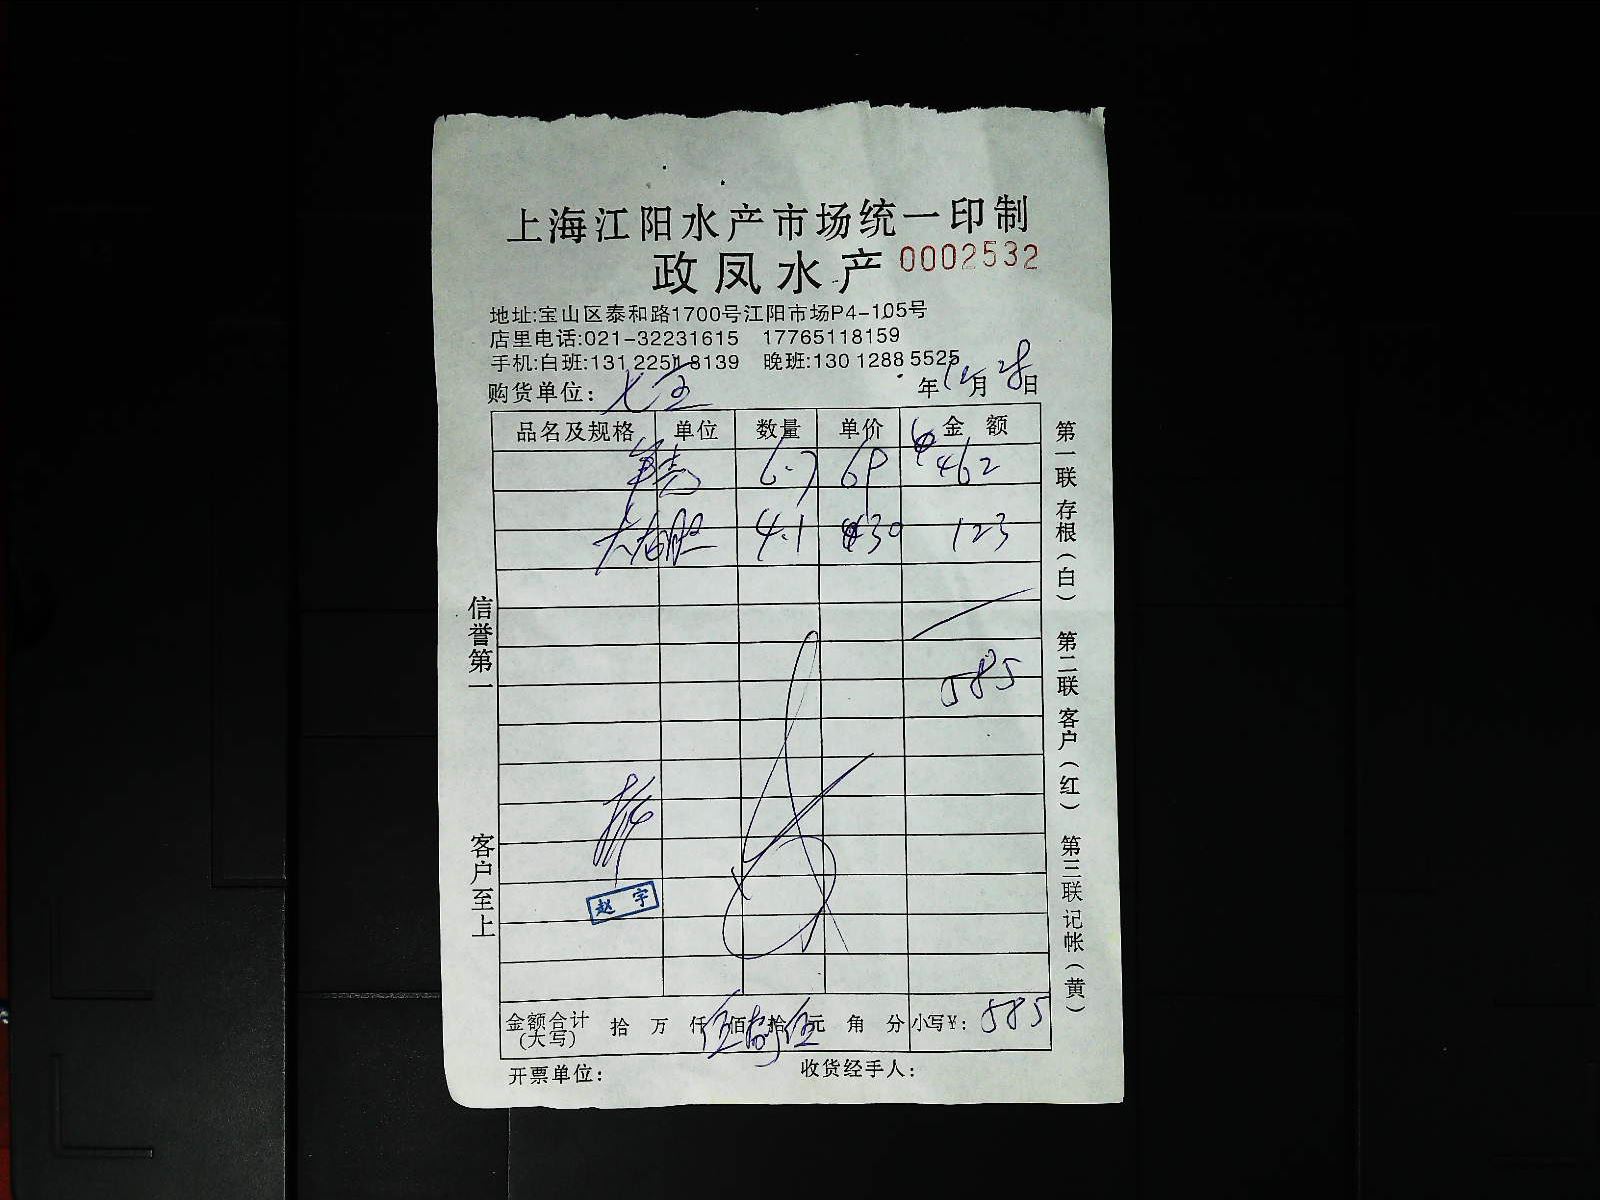 上海江阳水产市场统一印制
政凤水产 0002532
地址:宝山区泰和路1700号江阳市场P4-105号
店里电话:021-32231615 17765118159
手机:白班:131 2251 8139 晚班:130 1288 5525
购货单位: 年12月28日
品名及规格 单位 数量 单价 金额
6.7 462
4.1 30 123
585
赵宇
金额合计(大写) 拾 万 仟伍佰捌拾伍元 角 分 小写¥: 585
开票单位: 收货经手人:
信誉第一
客户至上
第一联 存根(白) 第二联 客户(红) 第三联 记帐(黄)